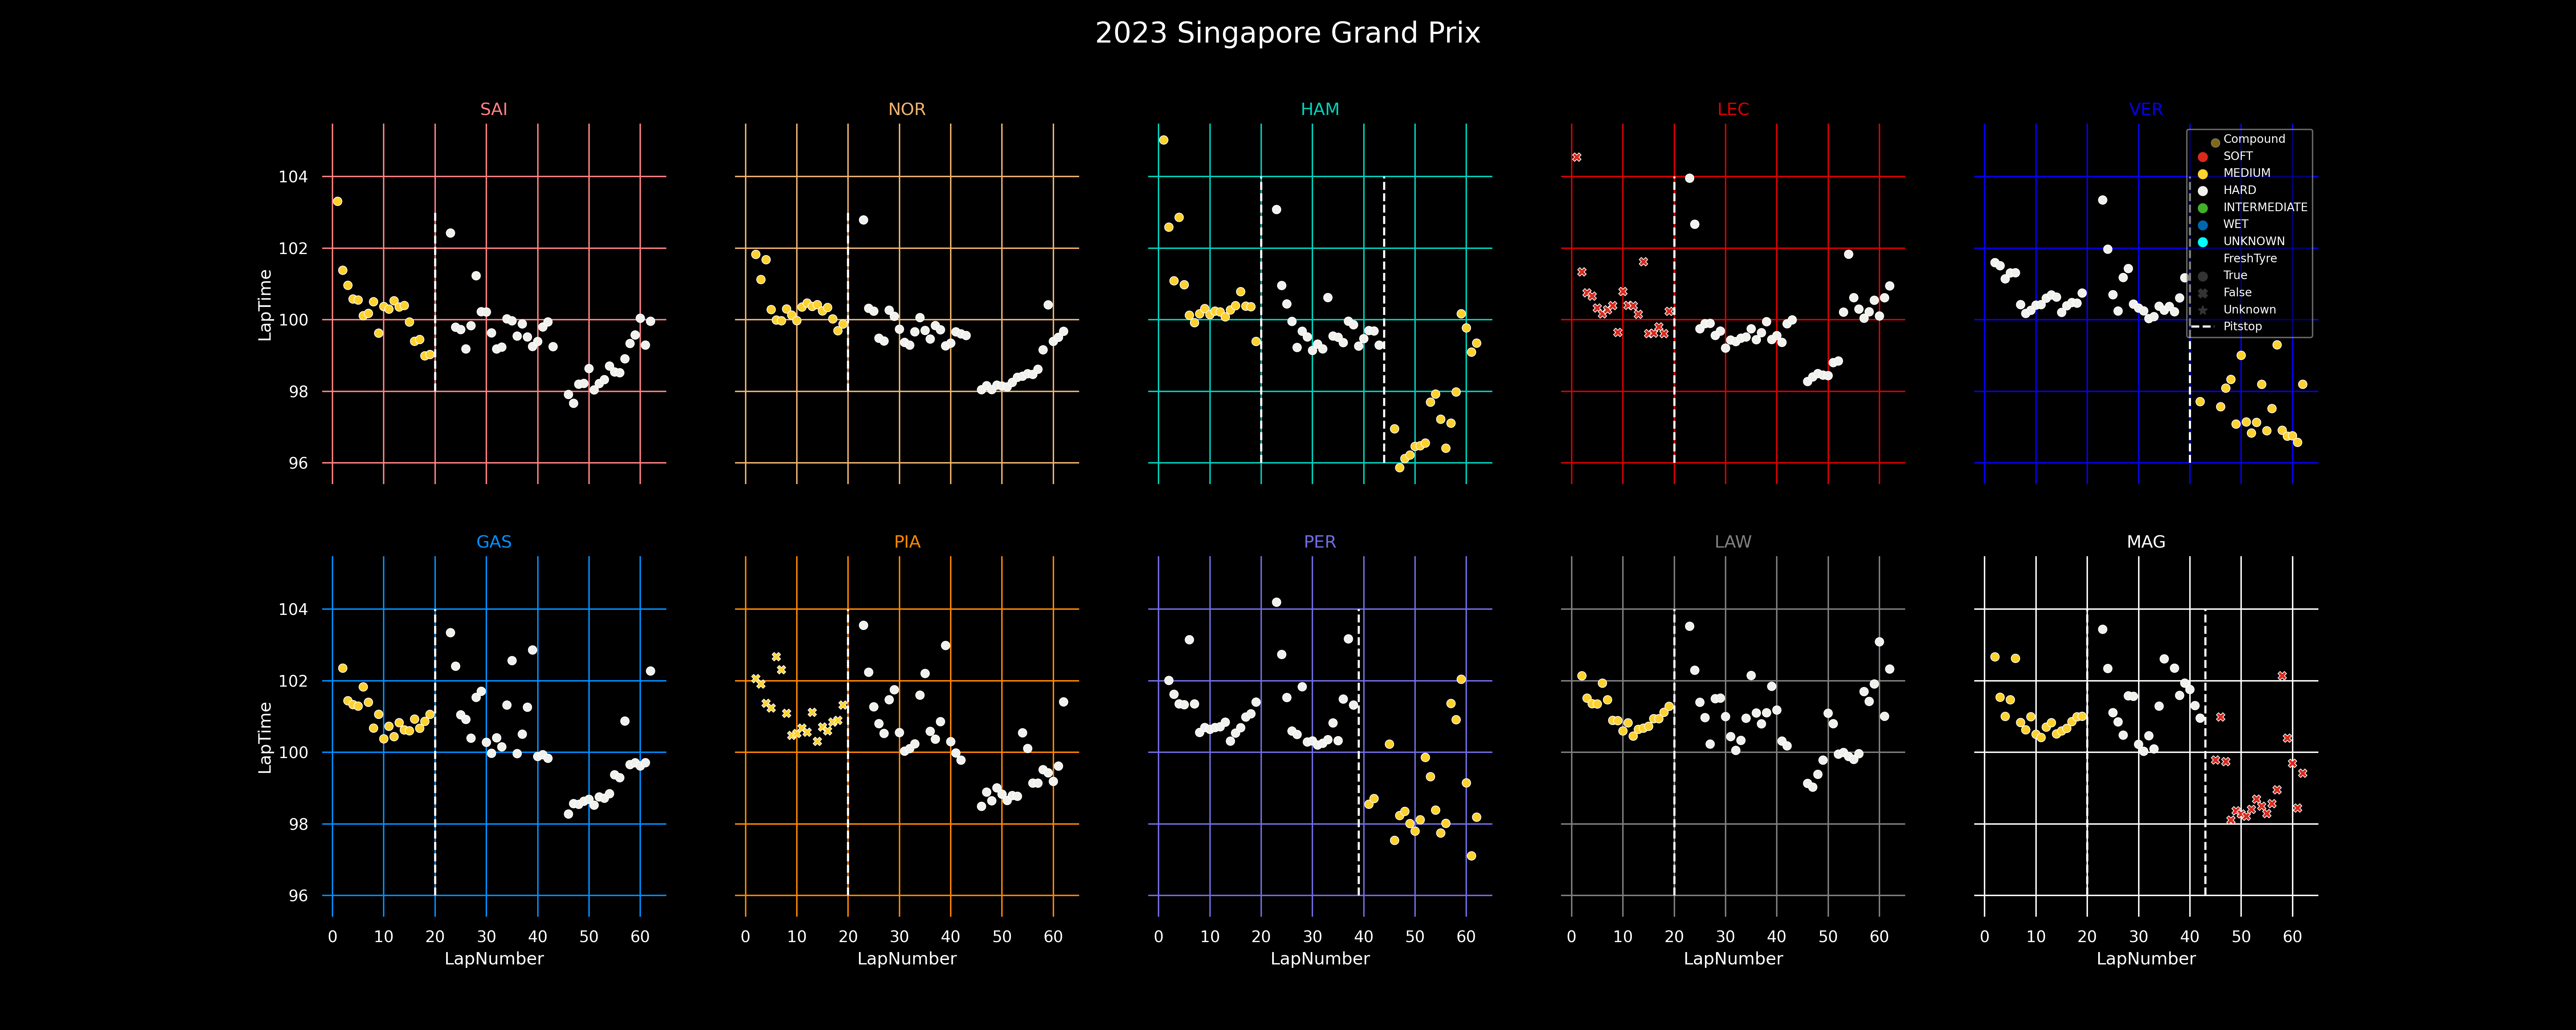 2023 Singapore Grand Prix
SAI
NOR
HAM
LEC
VER
LapTime
104
102
100
98
96
Compound
SOFT
MEDIUM
HARD
INTERMEDIATE
WET
UNKNOWN
FreshTyre
True
False
Unknown
Pitstop
GAS
PIA
PER
LAW
MAG
LapTime
104
102
100
98
96
0 10 20 30 40 50 60
0 10 20 30 40 50 60
0 10 20 30 40 50 60
0 10 20 30 40 50 60
0 10 20 30 40 50 60
LapNumber
LapNumber
LapNumber
LapNumber
LapNumber